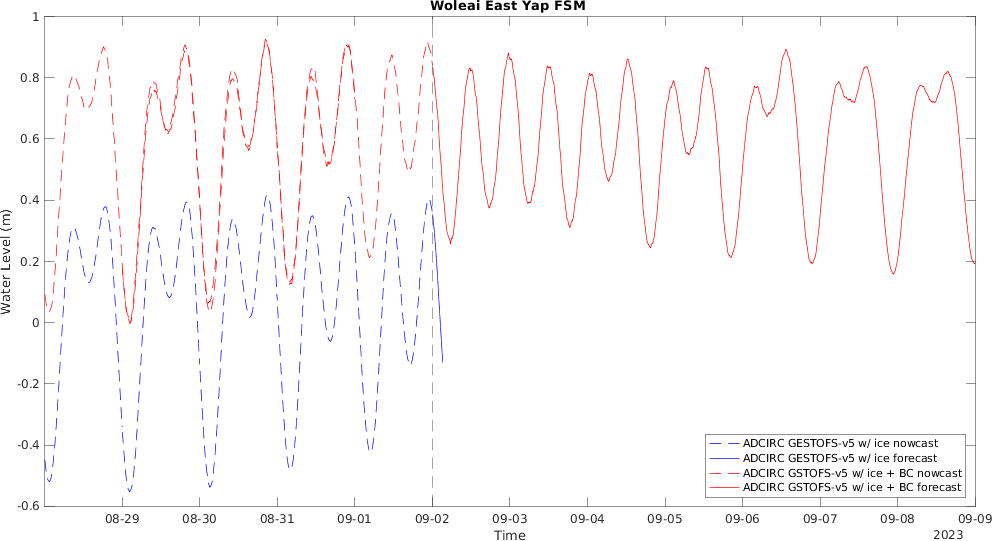 Woleai East Yap FSM
1
0.8
0.6
0.4
0.2
0
-0.2
-0.4
-0.6
Water Level (m)
ADCIRC GESTOFS-v5 w/ ice nowcast
ADCIRC GESTOFS-v5 w/ ice forecast
ADCIRC GSTOFS-v5 w/ ice + BC nowcast
ADCIRC GSTOFS-v5 w/ ice + BC forecast
08-29 08-30 08-31 09-01 09-02 09-03 09-04 09-05 09-06 09-07 09-08 09-09
Time
2023